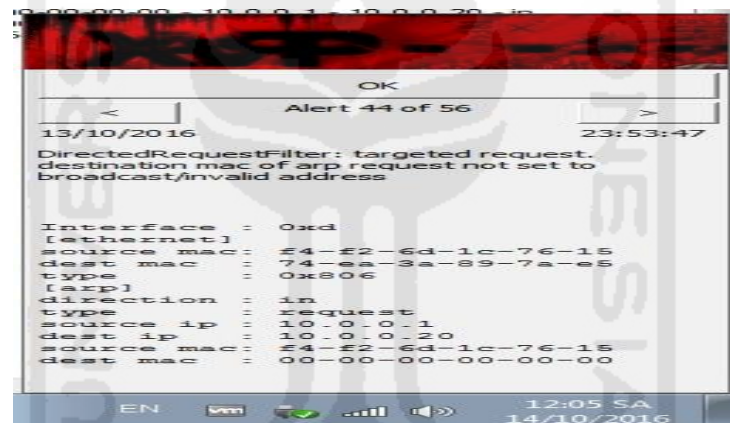 OK
< Alert 44 of 56 >
13/10/2016 23:53:47
DirectedRequestFilter: targeted request.
destination mac of arp request not set to
broadcast/invalid address
Interface : 0xd
[ethernet]
source mac: f4-f2-6d-1c-76-15
dest mac : 74-ea-3a-89-7a-e5
type : 0x806
[arp]
direction : in
type : request
source ip : 10.0.0.1
dest ip : 10.0.0.20
source mac: f4-f2-6d-1c-76-15
dest mac : 00-00-00-00-00-00
EN 12:05 SA
14/10/2016